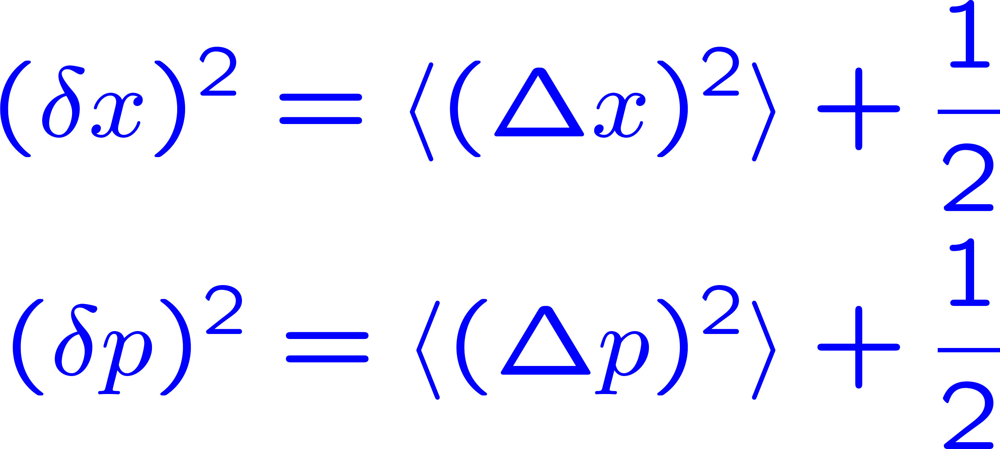 (δx)² = ⟨(Δx)²⟩ + 1/2
(δp)² = ⟨(Δp)²⟩ + 1/2